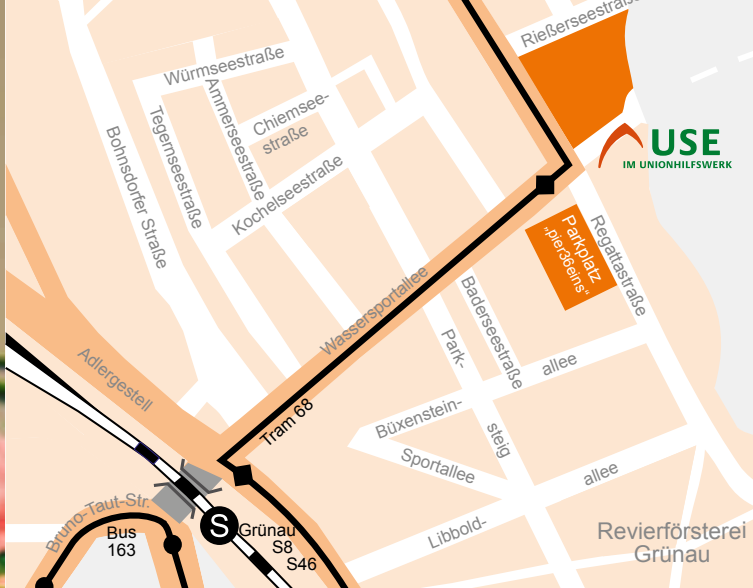 Rießerseestraße
Würmseestraße
Ammerseestraße
Chiemsee-
straße
Tegernseestraße
Bohnsdorfer Straße
Kochelseestraße
USE
IM UNIONHILFSWERK
Parkplatz
„pier36eins“
Regattastraße
Wassersportallee
Baderseestraße
Park-
steig
Adlergestell
Tram 68
Büxenstein-
allee
Sportallee
Libbold-
allee
Bruno-Taut-Str.
Bus
163
S
Grünau
S8
S46
Revierförsterei
Grünau